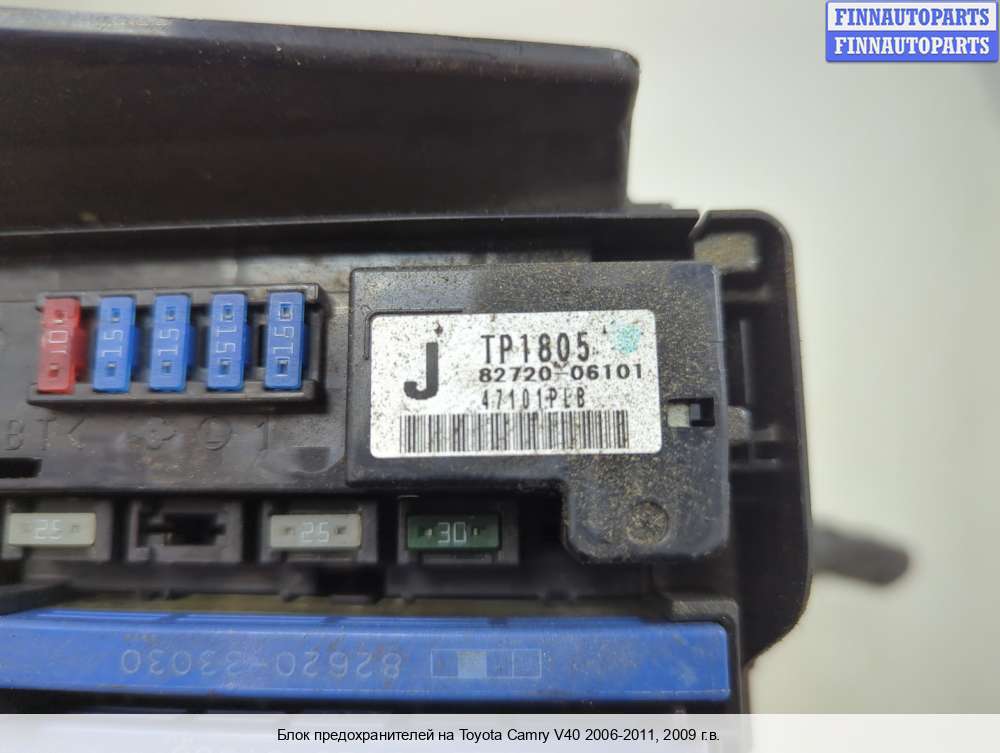 FINNAUTOPARTS
FINNAUTOPARTS
10 15 15 15 15
J
TP1805
82720-06101
47101PLB
25 25 30
82620-33030
Блок предохранителей на Toyota Camry V40 2006-2011, 2009 г.в.